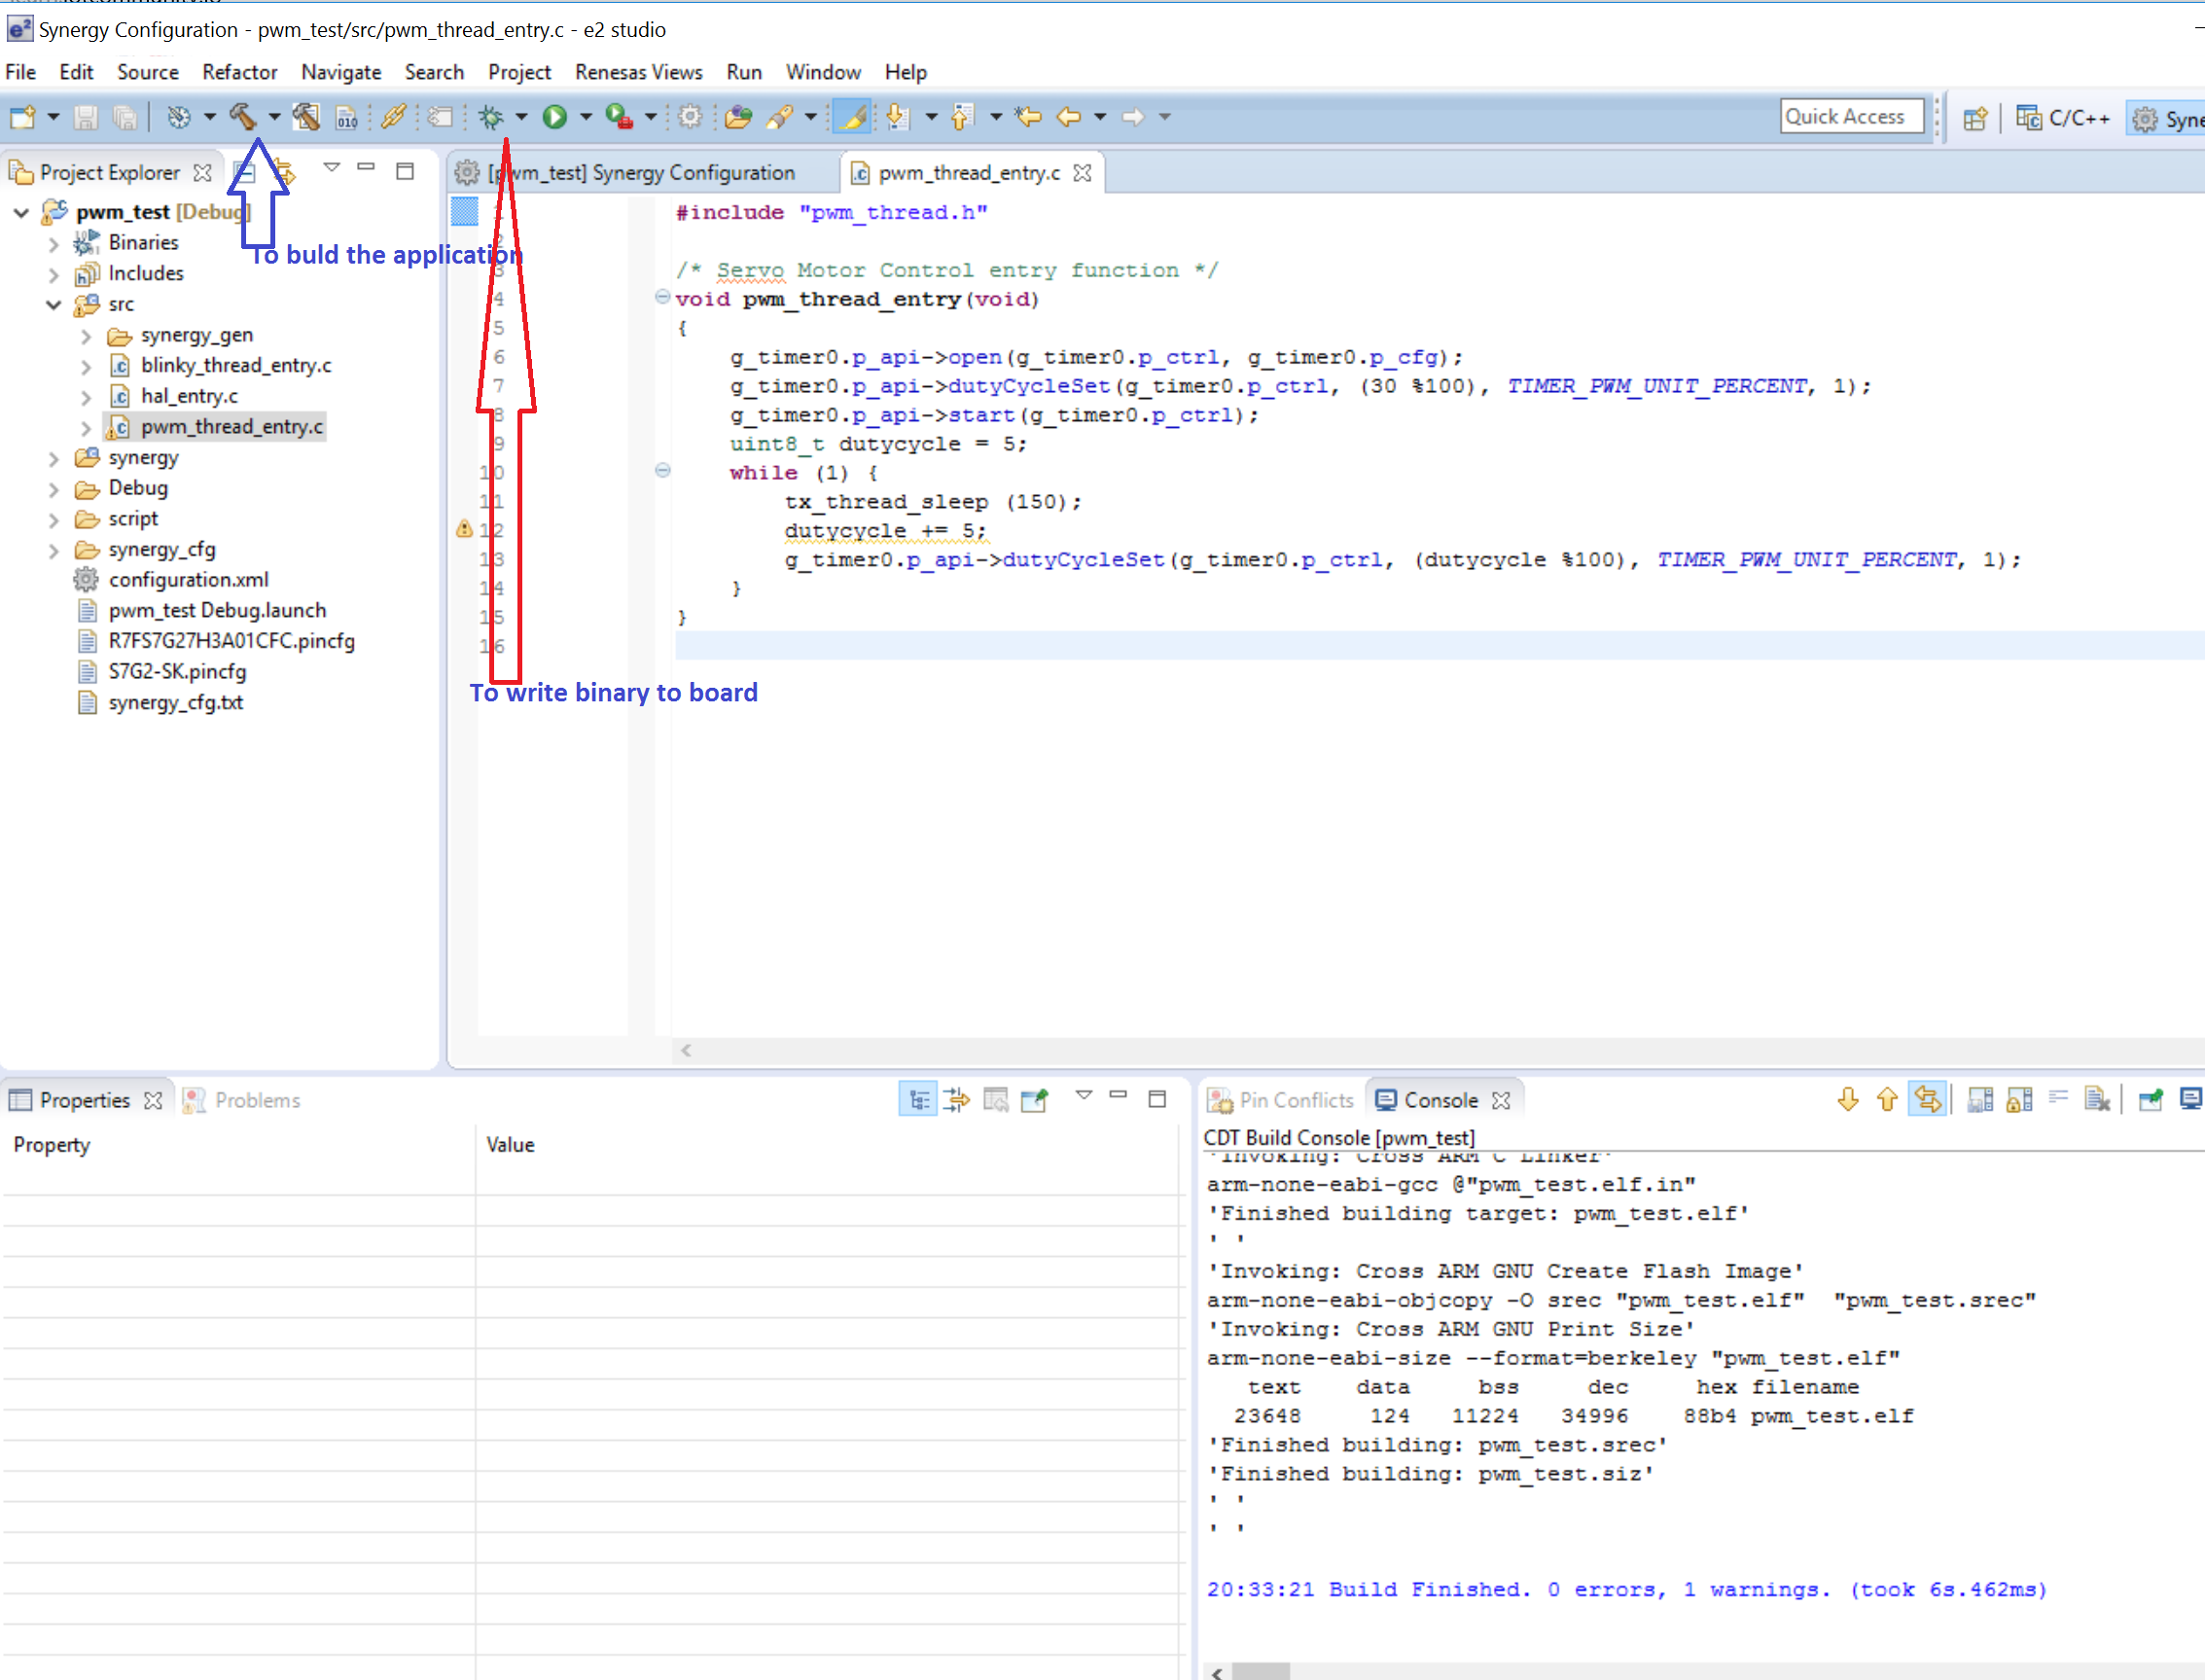 Synergy Configuration - pwm_test/src/pwm_thread_entry.c - e2 studio
File Edit Source Refactor Navigate Search Project Renesas Views Run Window Help
Quick Access
C/C++
Project Explorer
[pwm_test] Synergy Configuration
pwm_thread_entry.c
pwm_test [Debug]
Binaries
Includes
src
synergy_gen
blinky_thread_entry.c
hal_entry.c
pwm_thread_entry.c
synergy
Debug
script
synergy_cfg
configuration.xml
pwm_test Debug.launch
R7FS7G27H3A01CFC.pincfg
S7G2-SK.pincfg
synergy_cfg.txt
To buld the application
To write binary to board
1 #include "pwm_thread.h"
2
3 /* Servo Motor Control entry function */
4 void pwm_thread_entry(void)
5 {
6 g_timer0.p_api->open(g_timer0.p_ctrl, g_timer0.p_cfg);
7 g_timer0.p_api->dutyCycleSet(g_timer0.p_ctrl, (30 %100), TIMER_PWM_UNIT_PERCENT, 1);
8 g_timer0.p_api->start(g_timer0.p_ctrl);
9 uint8_t dutycycle = 5;
10 while (1) {
11 tx_thread_sleep (150);
12 dutycycle += 5;
13 g_timer0.p_api->dutyCycleSet(g_timer0.p_ctrl, (dutycycle %100), TIMER_PWM_UNIT_PERCENT, 1);
14 }
15 }
16
Properties
Problems
Property Value
Pin Conflicts
Console
CDT Build Console [pwm_test]
'Invoking: Cross ARM C Linker'
arm-none-eabi-gcc @"pwm_test.elf.in"
'Finished building target: pwm_test.elf'
' '
'Invoking: Cross ARM GNU Create Flash Image'
arm-none-eabi-objcopy -O srec "pwm_test.elf" "pwm_test.srec"
'Invoking: Cross ARM GNU Print Size'
arm-none-eabi-size --format=berkeley "pwm_test.elf"
text data bss dec hex filename
23648 124 11224 34996 88b4 pwm_test.elf
'Finished building: pwm_test.srec'
'Finished building: pwm_test.siz'
' '
' '
20:33:21 Build Finished. 0 errors, 1 warnings. (took 6s.462ms)